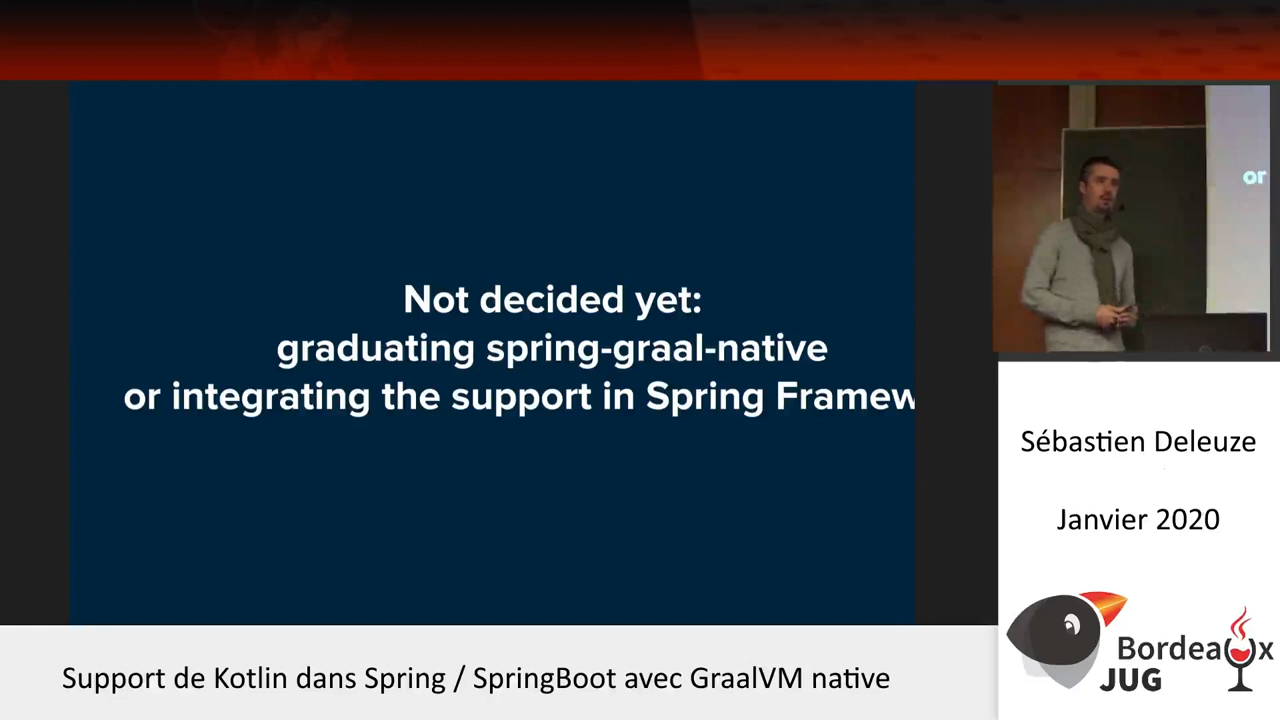 Not decided yet:
graduating spring-graal-native
or integrating the support in Spring Framew
or
Sébastien Deleuze
Janvier 2020
Bordeaux
JUG
Support de Kotlin dans Spring / SpringBoot avec GraalVM native